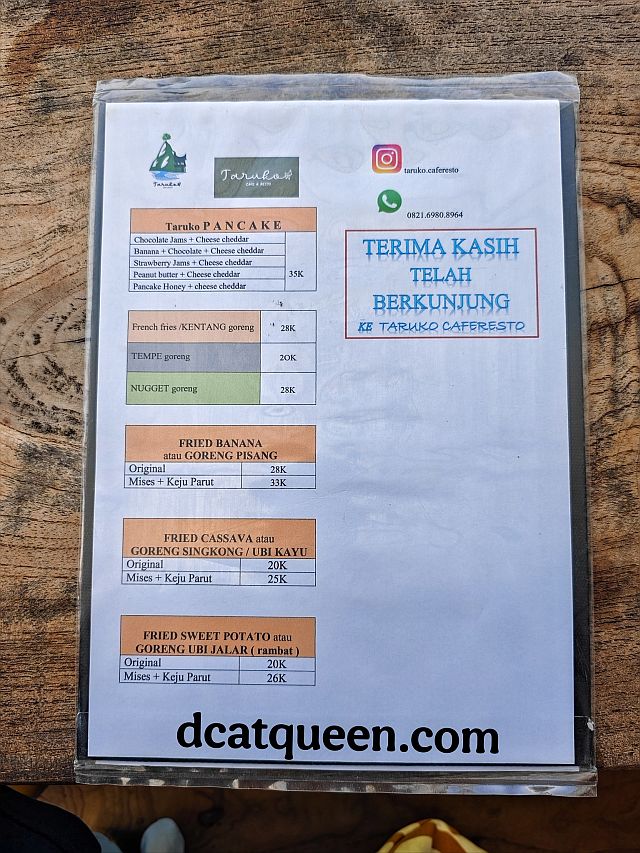 Taruko
Taruko
CAFE & RESTO
taruko.caferesto
0821.6980.8964
Taruko P A N C A K E
Chocolate Jams + Cheese cheddar
Banana + Chocolate + Cheese cheddar
Strawberry Jams + Cheese cheddar
Peanut butter + Cheese cheddar 35K
Pancake Honey + cheese cheddar
TERIMA KASIH
TELAH
BERKUNJUNG
KE TARUKO CAFERESTO
French fries /KENTANG goreng 28K
TEMPE goreng 2OK
NUGGET goreng 28K
FRIED BANANA
atau GORENG PISANG
Original 28K
Mises + Keju Parut 33K
FRIED CASSAVA atau
GORENG SINGKONG / UBI KAYU
Original 20K
Mises + Keju Parut 25K
FRIED SWEET POTATO atau
GORENG UBI JALAR ( rambat )
Original 20K
Mises + Keju Parut 26K
dcatqueen.com